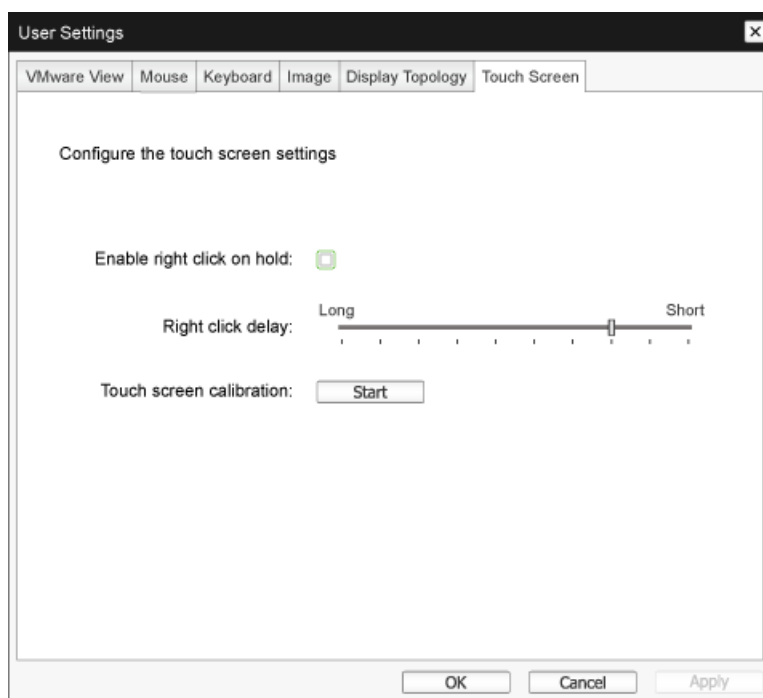 User Settings
VMware View Mouse Keyboard Image Display Topology Touch Screen
Configure the touch screen settings
Enable right click on hold:
Long Short
Right click delay:
Touch screen calibration: Start
OK Cancel Apply